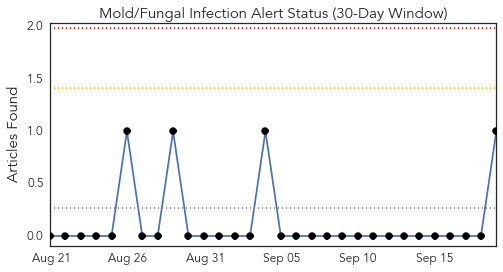 Mold/Fungal Infection Alert Status (30-Day Window)
Articles Found
2.0
1.5
1.0
0.5
0.0
Aug 21 Aug 26 Aug 31 Sep 05 Sep 10 Sep 15